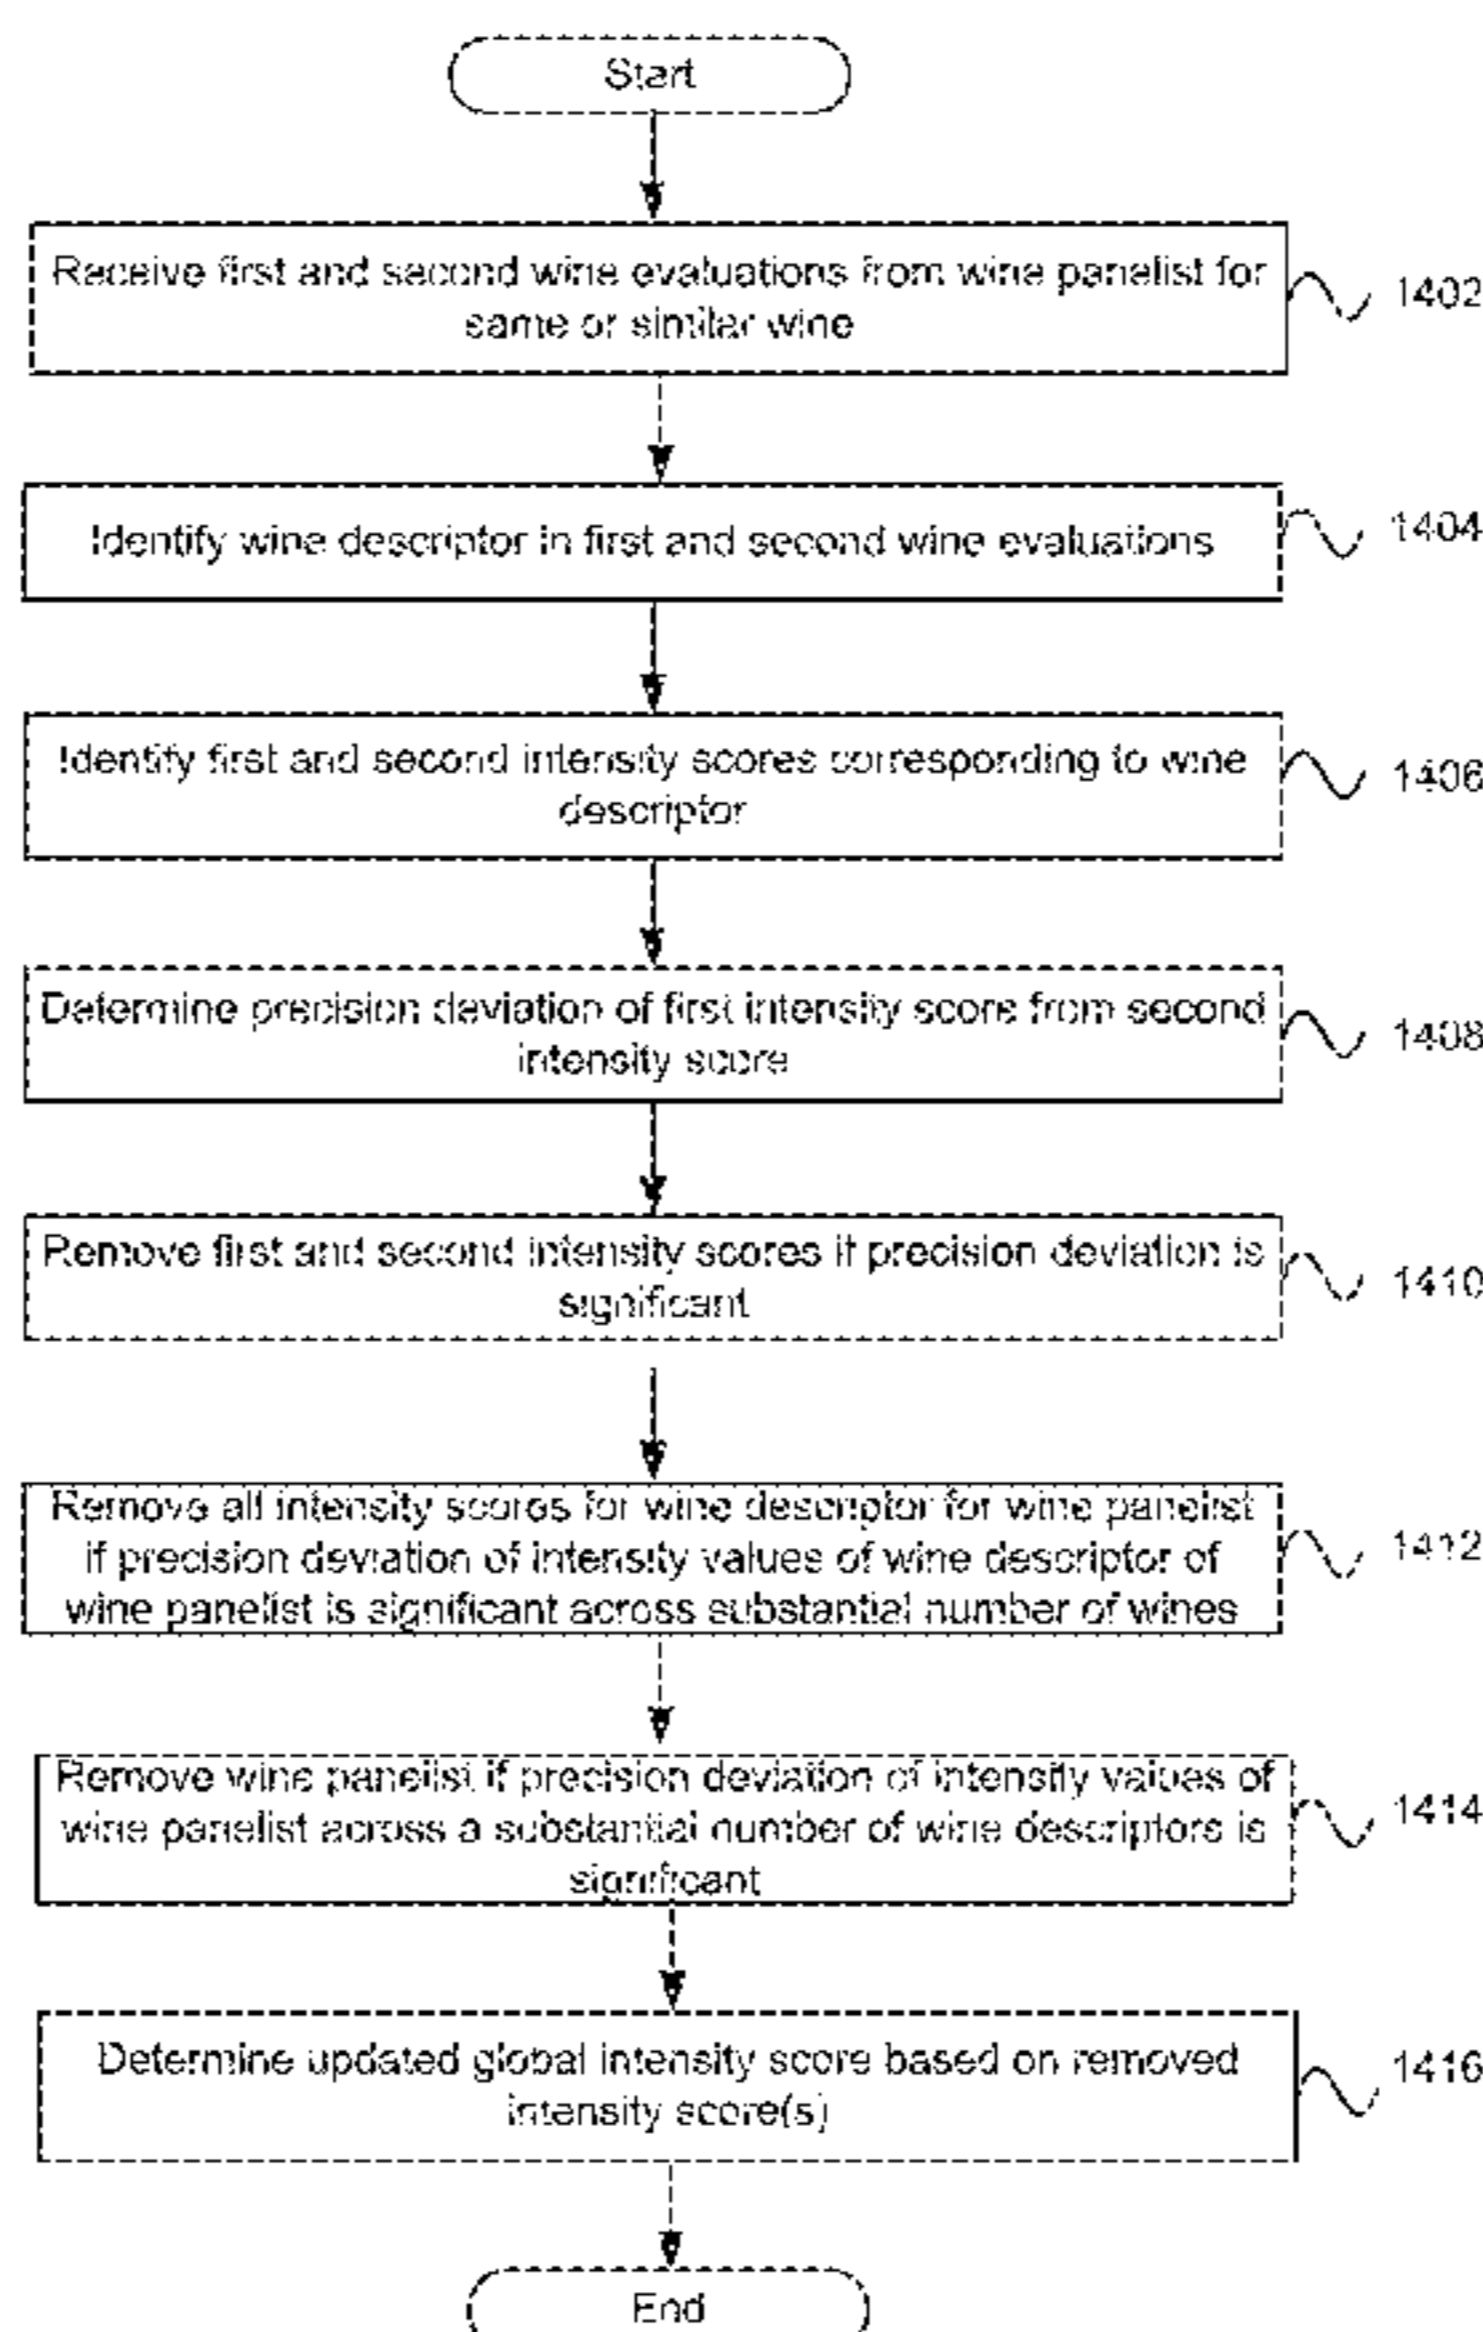 Start
Receive first and second wine evaluations from wine panelist for
same or similar wine
1402
Identify wine descriptor in first and second wine evaluations
1404
Identify first and second intensity scores corresponding to wine
descriptor
1406
Determine precision deviation of first intensity score from second
intensity score
1408
Remove first and second intensity scores if precision deviation is
significant
1410
Remove all intensity scores for wine descriptor for wine panelist
if precision deviation of intensity values of wine descriptor of
wine panelist is significant across substantial number of wines
1412
Remove wine panelist if precision deviation of intensity values of
wine panelist across a substantial number of wine descriptors is
significant
1414
Determine updated global intensity score based on removed
intensity score(s)
1416
End